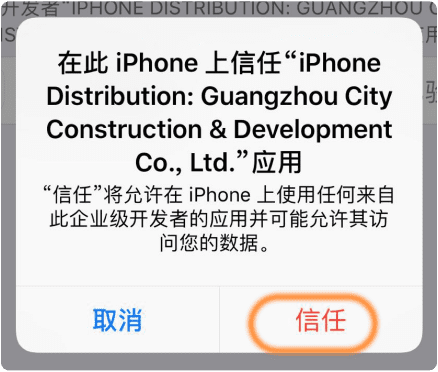 开发者“IPHONE DISTRIBUTION: GUANGZHOU C
在此 iPhone 上信任“iPhone
Distribution: Guangzhou City
Construction & Development
Co., Ltd.”应用
“信任”将允许在 iPhone 上使用任何来自
此企业级开发者的应用并可能允许其访
问您的数据。
取消
信任